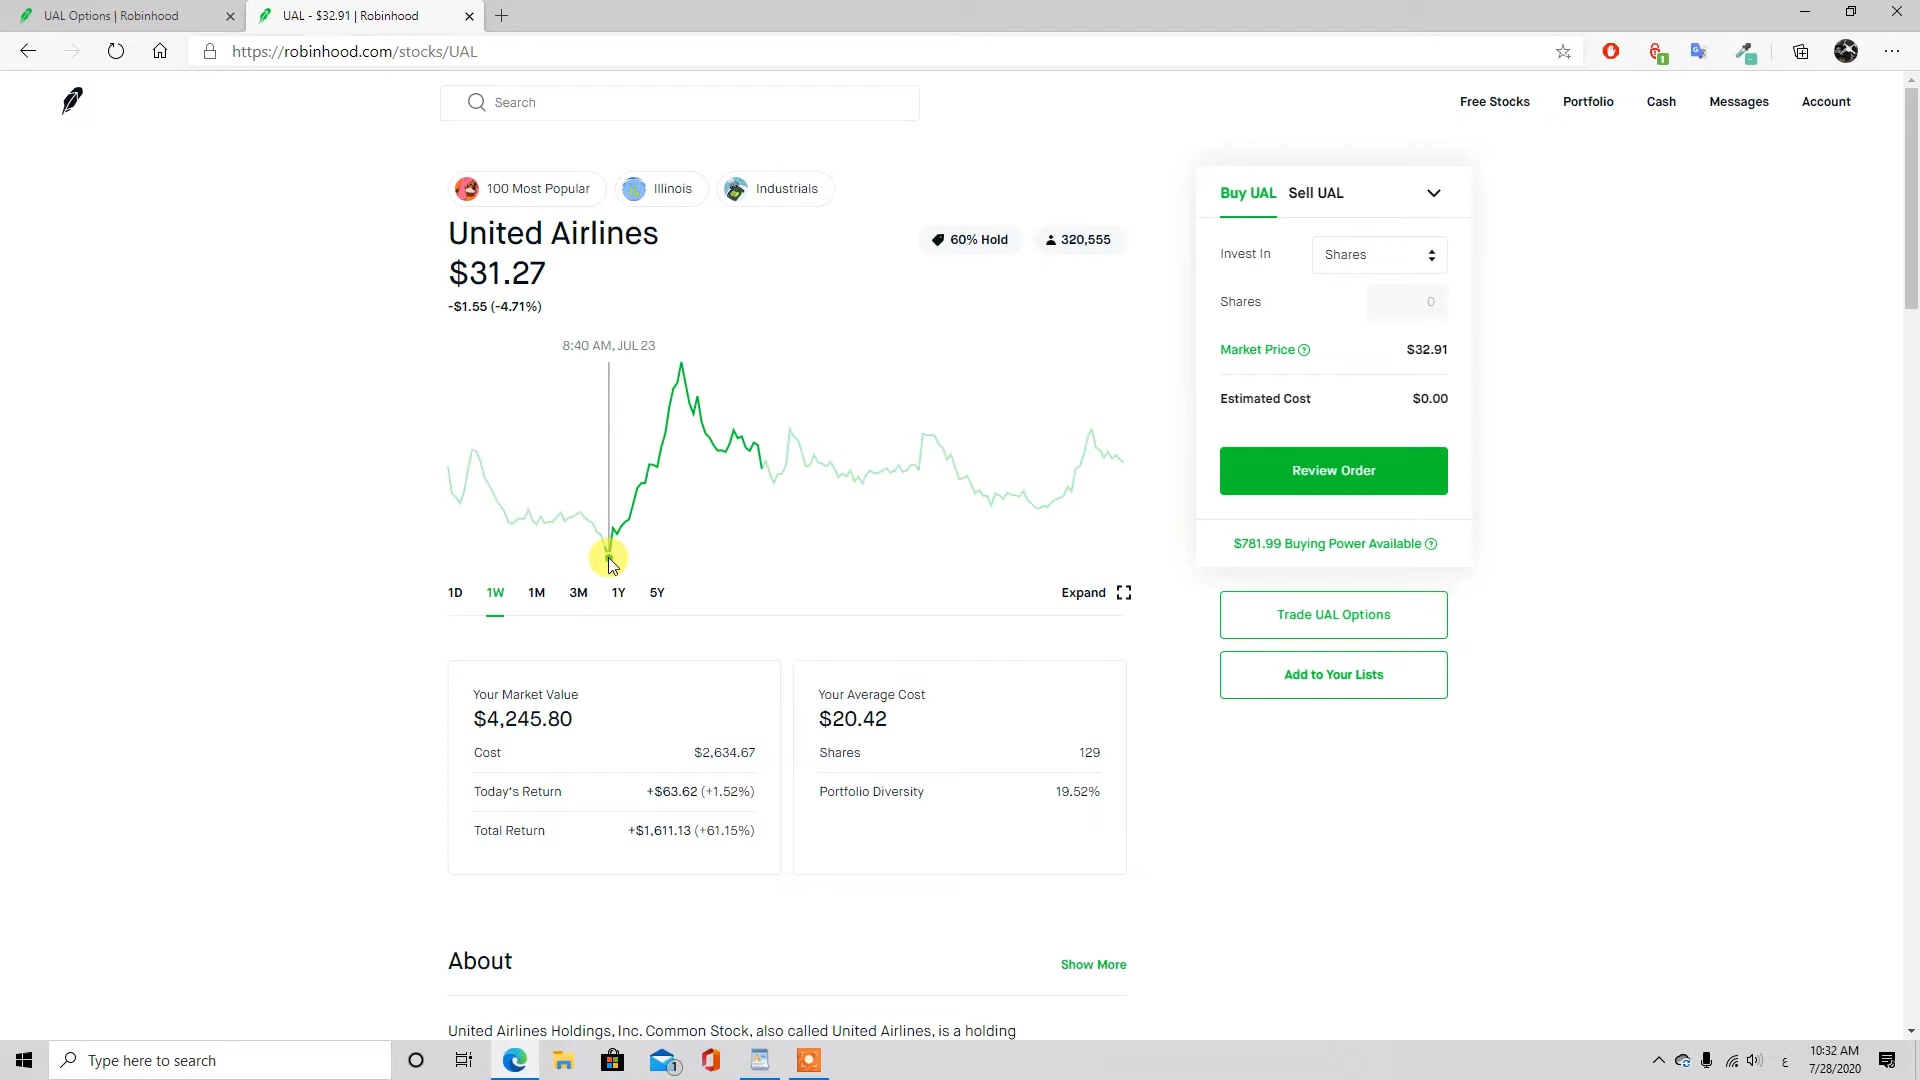 UAL Options | Robinhood
UAL - $32.91 | Robinhood
https://robinhood.com/stocks/UAL
1
Search
Free Stocks
Portfolio
Cash
Messages
Account
100 Most Popular
Illinois
Industrials
United Airlines
60% Hold
320,555
$31.27
-$1.55 (-4.71%)
8:40 AM, JUL 23
1D
1W
1M
3M
1Y
5Y
Expand
Buy UAL
Sell UAL
Invest In
Shares
Shares
0
Market Price
$32.91
Estimated Cost
$0.00
Review Order
$781.99 Buying Power Available
Trade UAL Options
Add to Your Lists
Your Market Value
$4,245.80
Cost
$2,634.67
Today's Return
+$63.62 (+1.52%)
Total Return
+$1,611.13 (+61.15%)
Your Average Cost
$20.42
Shares
129
Portfolio Diversity
19.52%
About
Show More
United Airlines Holdings, Inc. Common Stock, also called United Airlines, is a holding
Type here to search
1
ع
10:32 AM
7/28/2020